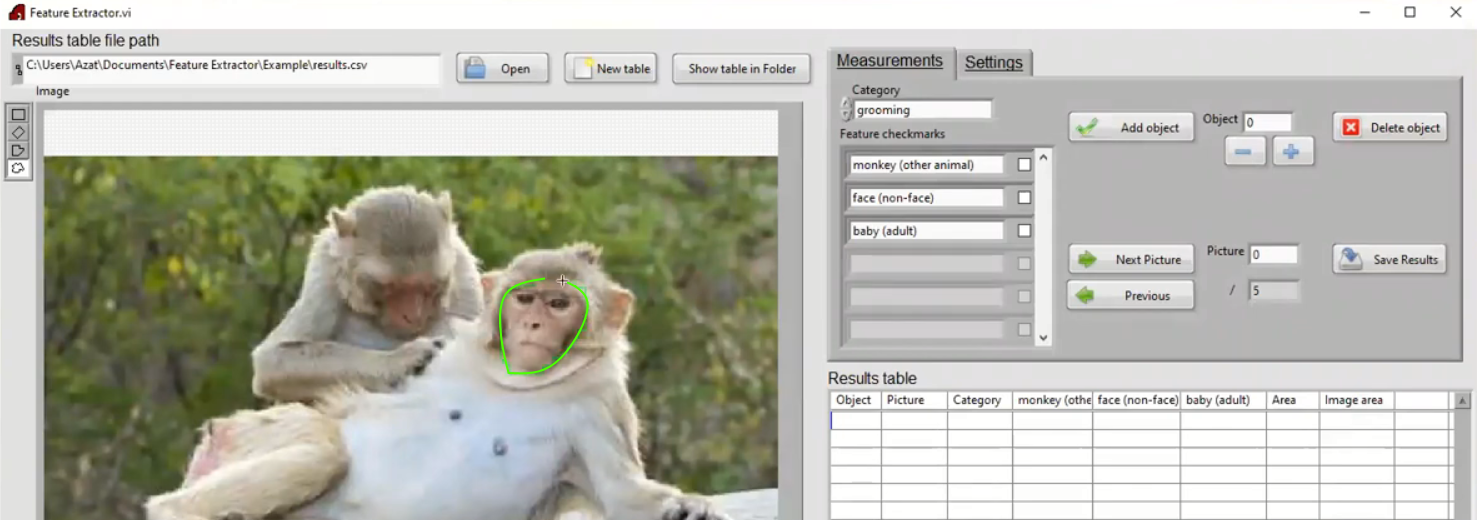 Feature Extractor.vi
Results table file path
C:\Users\Azat\Documents\Feature Extractor\Example\results.csv
Open
New table
Show table in Folder
Image
Measurements
Settings
Category
grooming
Feature checkmarks
monkey (other animal)
face (non-face)
baby (adult)
Add object
Object
0
Delete object
Next Picture
Picture
0
Save Results
Previous
/
5
Results table
Object Picture Category monkey (othe face (non-face) baby (adult) Area Image area